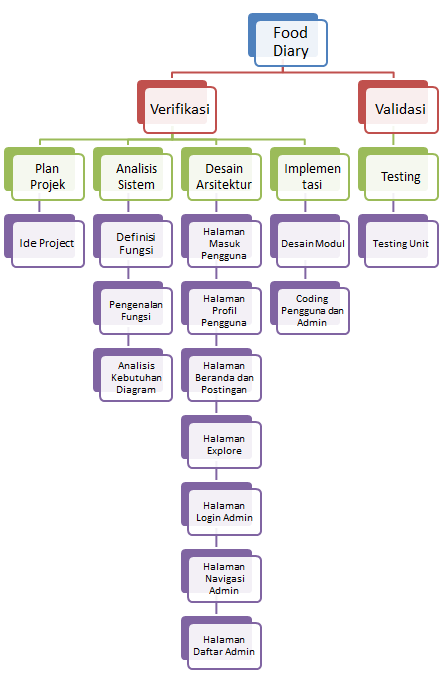 Food
Diary
Verifikasi
Validasi
Plan
Projek
Analisis
Sistem
Desain
Arsitektur
Implemen
tasi
Testing
Ide Project
Definisi
Fungsi
Halaman
Masuk
Pengguna
Desain Modul
Testing Unit
Pengenalan
Fungsi
Halaman
Profil
Pengguna
Coding
Pengguna dan
Admin
Analisis
Kebutuhan
Diagram
Halaman
Beranda dan
Postingan
Halaman
Explore
Halaman
Login Admin
Halaman
Navigasi
Admin
Halaman
Daftar Admin